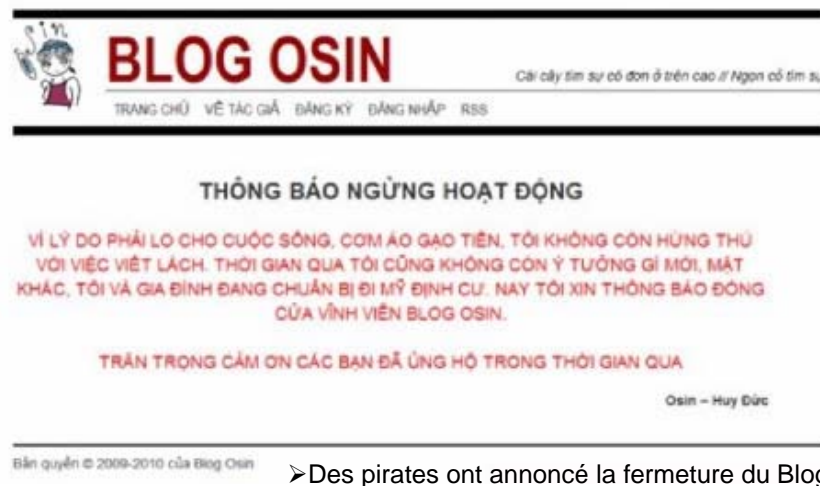 Osin
BLOG OSIN
Cái cây tìm sự cô đơn ở trên cao // Ngọn cỏ tìm sự
TRANG CHỦ VỀ TÁC GIẢ ĐĂNG KÝ ĐĂNG NHẬP RSS
THÔNG BÁO NGỪNG HOẠT ĐỘNG
VÌ LÝ DO PHẢI LO CHO CUỘC SỐNG, CƠM ÁO GẠO TIỀN, TÔI KHÔNG CÒN HỨNG THÚ
VỚI VIỆC VIẾT LÁCH. THỜI GIAN QUA TÔI CŨNG KHÔNG CÒN Ý TƯỞNG GÌ MỚI, MẶT
KHÁC, TÔI VÀ GIA ĐÌNH ĐANG CHUẨN BỊ ĐI MỸ ĐỊNH CƯ. NAY TÔI XIN THÔNG BÁO ĐÓNG
CỬA VĨNH VIỄN BLOG OSIN.
TRÂN TRỌNG CẢM ƠN CÁC BẠN ĐÃ ỦNG HỘ TRONG THỜI GIAN QUA
Osin – Huy Đức
Bản quyền © 2009-2010 của Blog Osin
➢Des pirates ont annoncé la fermeture du Blog